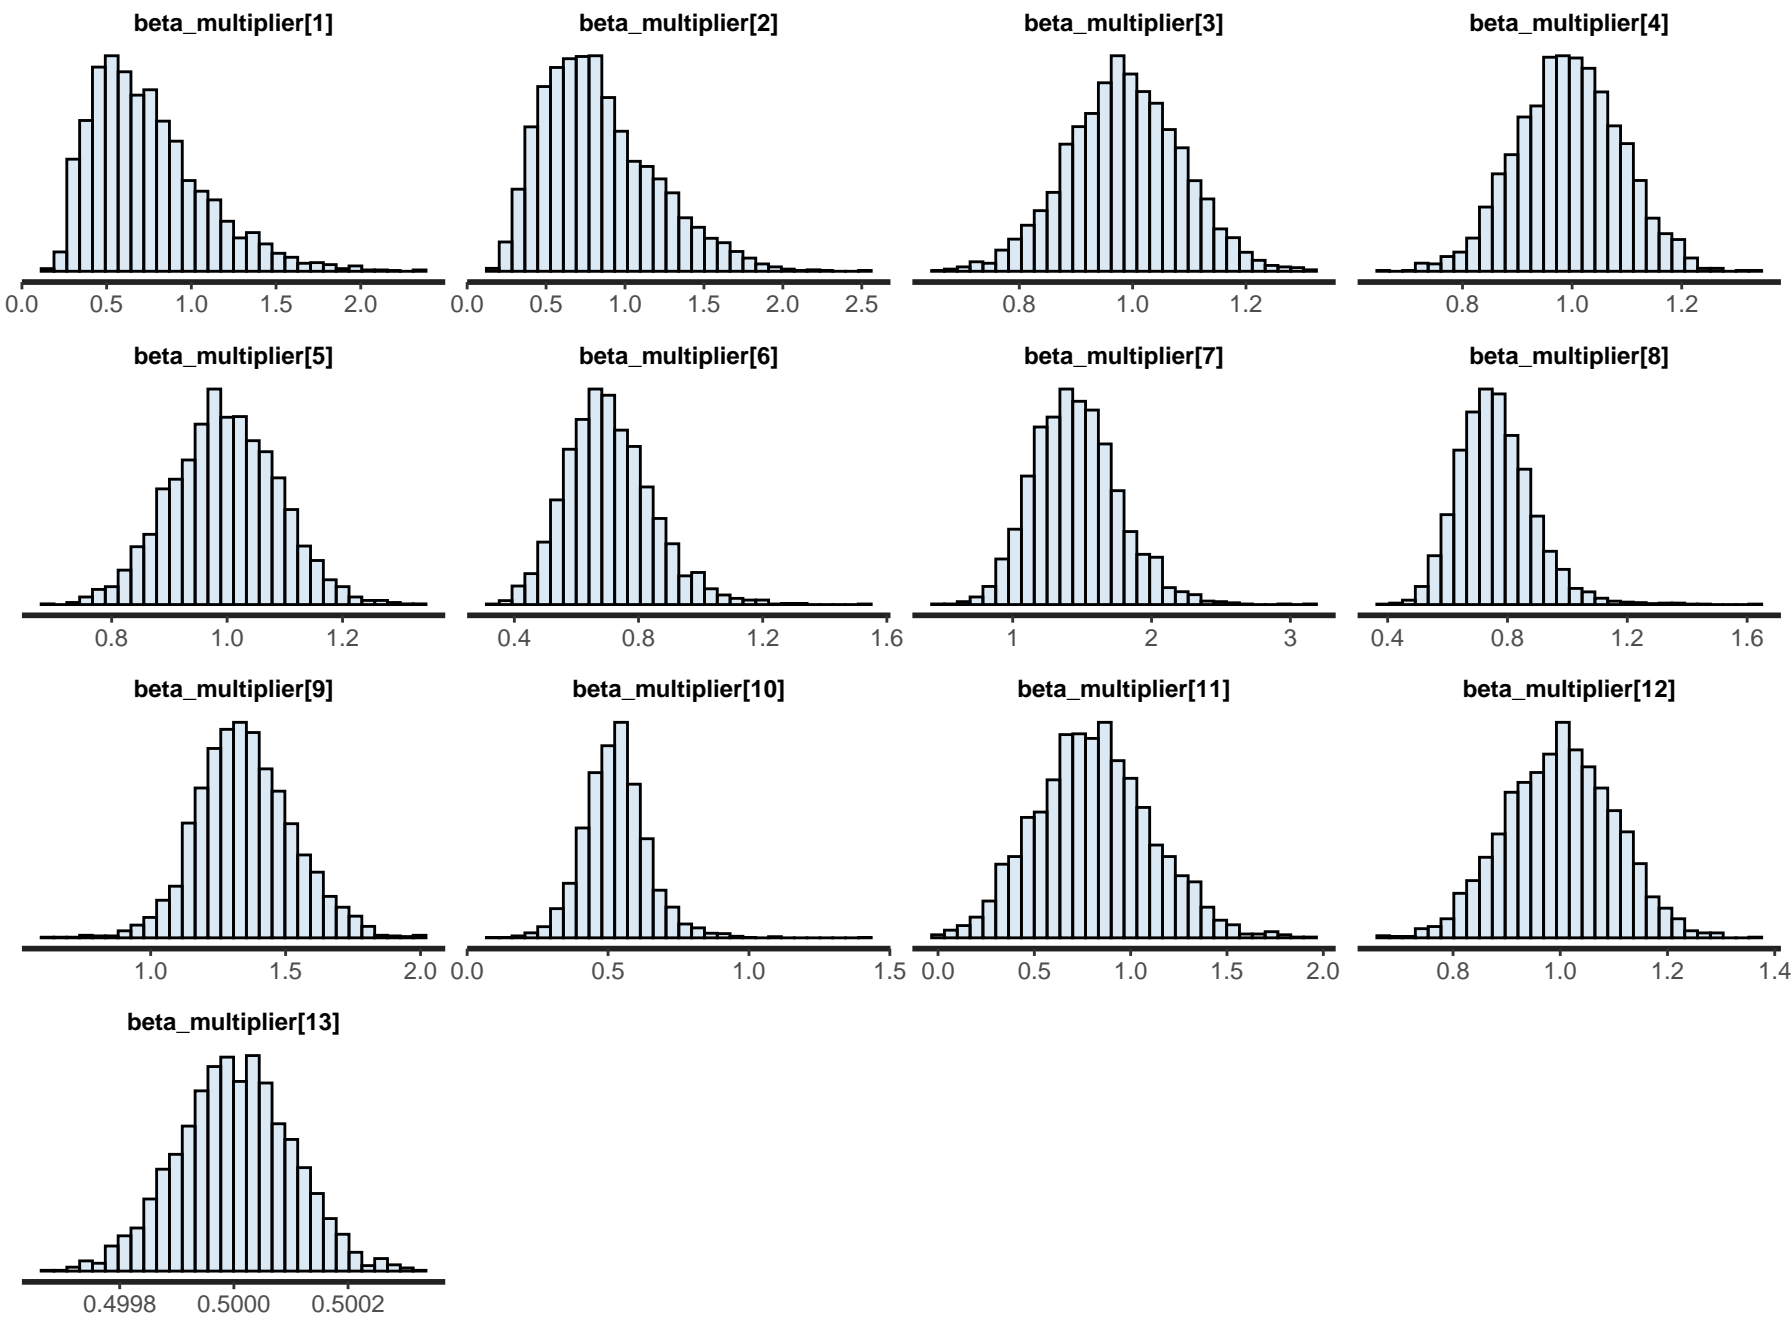 beta_multiplier[1] beta_multiplier[2] beta_multiplier[3] beta_multiplier[4]
0.0 0.5 1.0 1.5 2.0 0.0 0.5 1.0 1.5 2.0 2.5 0.8 1.0 1.2 0.8 1.0 1.2
beta_multiplier[5] beta_multiplier[6] beta_multiplier[7] beta_multiplier[8]
0.8 1.0 1.2 0.4 0.8 1.2 1.6 1 2 3 0.4 0.8 1.2 1.6
beta_multiplier[9] beta_multiplier[10] beta_multiplier[11] beta_multiplier[12]
1.0 1.5 2.0 0.0 0.5 1.0 1.5 0.0 0.5 1.0 1.5 2.0 0.8 1.0 1.2 1.4
beta_multiplier[13]
0.4998 0.5000 0.5002